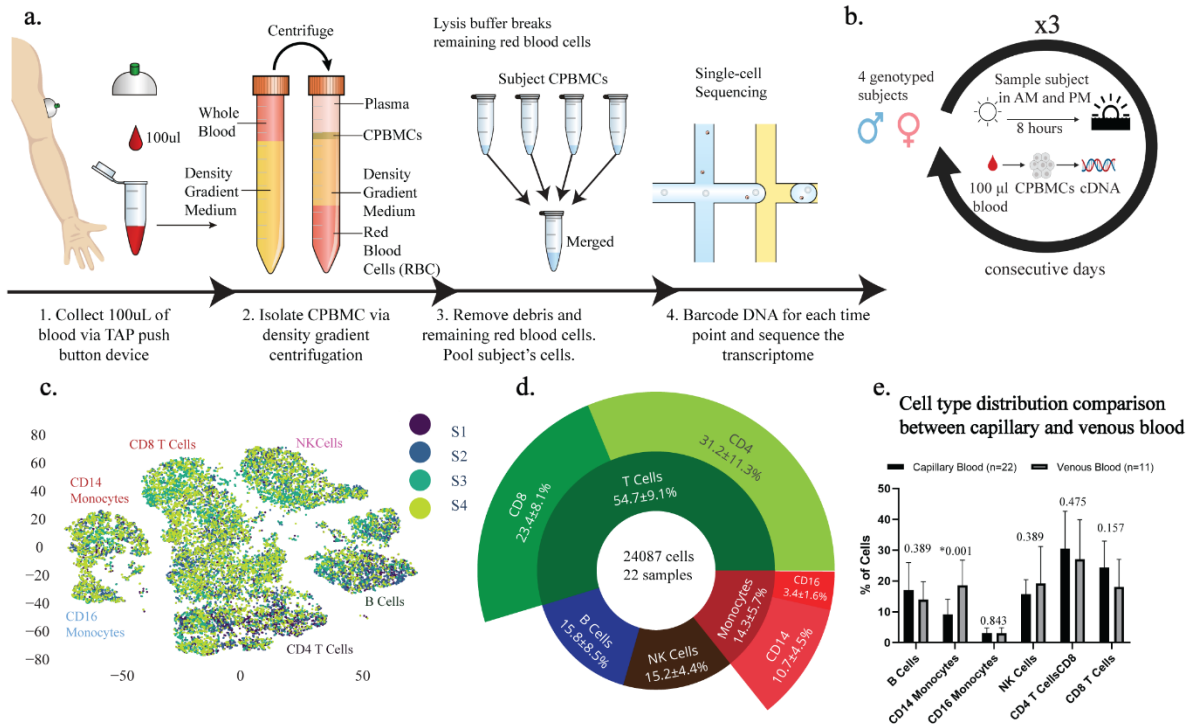 a.
Centrifuge
100ul
Whole
Blood
Density
Gradient
Medium
Plasma
CPBMCs
Density
Gradient
Medium
Red
Blood
Cells (RBC)
Lysis buffer breaks
remaining red blood cells
Subject CPBMCs
Merged
Single-cell
Sequencing
1. Collect 100uL of
blood via TAP push
button device
2. Isolate CPBMC via
density gradient
centrifugation
3. Remove debris and
remaining red blood cells.
Pool subject's cells.
4. Barcode DNA for each time
point and sequence the
transcriptome
b.
x3
4 genotyped
subjects
Sample subject
in AM and PM
8 hours
100 µl
blood
CPBMCs
cDNA
consecutive days
c.
80
60
40
20
0
−20
−40
−60
−80
−50
0
50
CD8 T Cells
NKCells
CD14
Monocytes
CD16
Monocytes
B Cells
CD4 T Cells
S1
S2
S3
S4
d.
CD4
31.2±11.3%
CD8
23.4±8.1%
T Cells
54.7±9.1%
24087 cells
22 samples
CD16
3.4±1.6%
Monocytes
14.3±5.7%
CD14
10.7±4.5%
B Cells
15.8±8.5%
NK Cells
15.2±4.4%
e.
Cell type distribution comparison
between capillary and venous blood
Capillary Blood (n=22)
Venous Blood (n=11)
% of Cells
50
40
30
20
10
0
0.389
*0.001
0.843
0.389
0.475
0.157
B Cells
CD14 Monocytes
CD16 Monocytes
NK Cells
CD4 T CellsCD8
CD8 T Cells